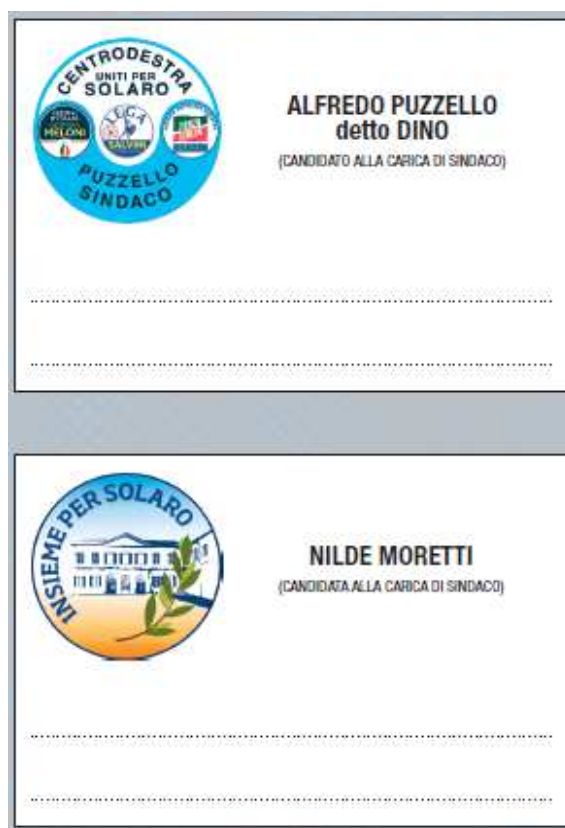 CENTRODESTRA
UNITI PER
SOLARO
MELONI
LEGA
SALVINI
PUZZELLO
SINDACO
ALFREDO PUZZELLO
detto DINO
(CANDIDATO ALLA CARICA DI SINDACO)
INSIEME PER SOLARO
NILDE MORETTI
(CANDIDATA ALLA CARICA DI SINDACO)